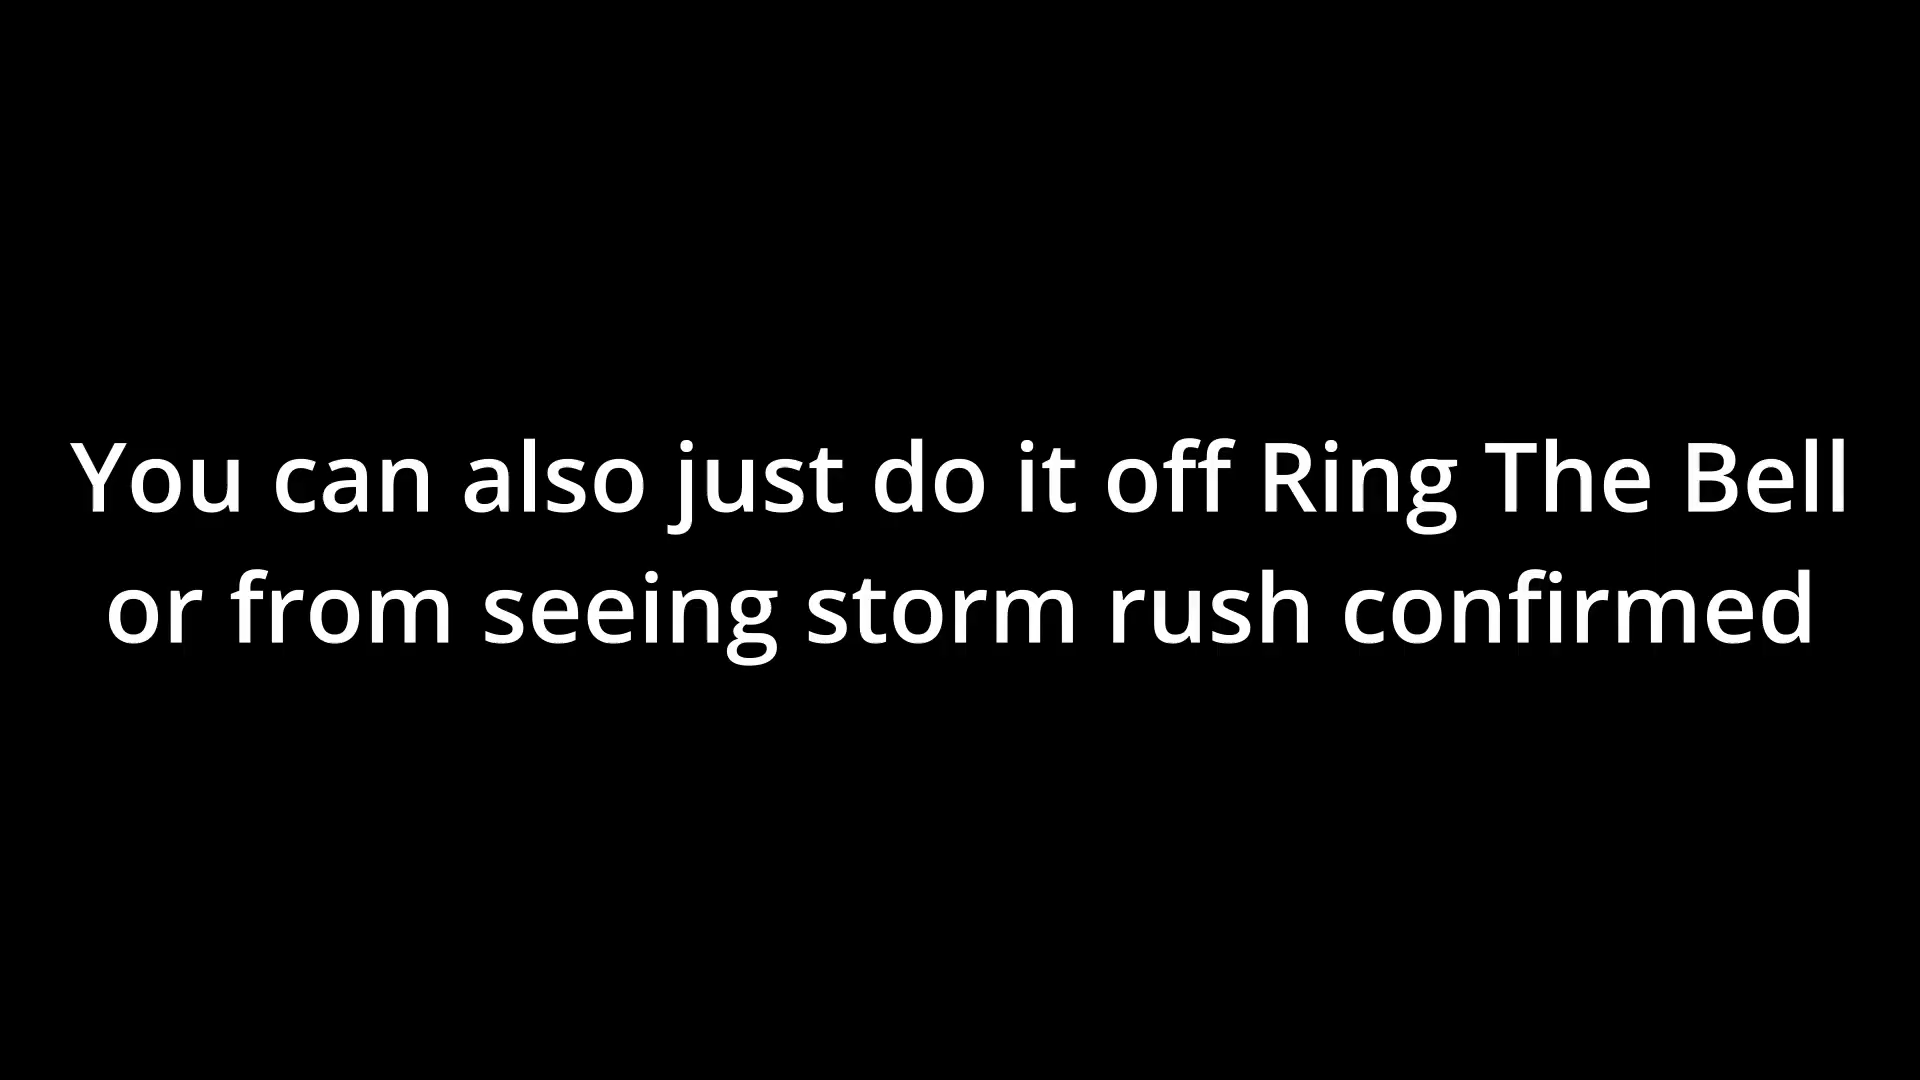 You can also just do it off Ring The Bell
or from seeing storm rush confirmed